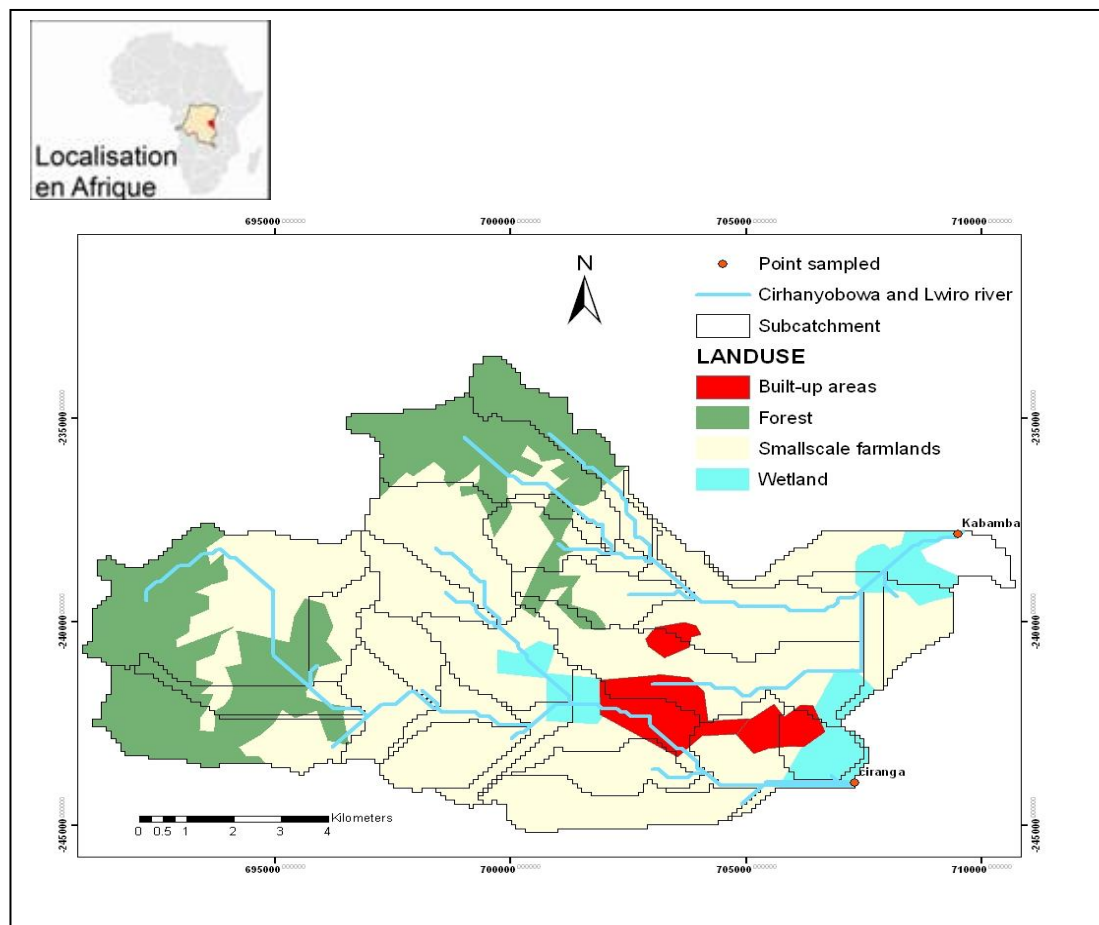 Localisation
en Afrique
695000
700000
705000
710000
N
Point sampled
Cirhanyobowa and Lwiro river
Subcatchment
LANDUSE
Built-up areas
Forest
Smallscale farmlands
Wetland
-235000
-235000
Kabamba
-240000
-240000
Ciranga
Kilometers
0 0.5 1 2 3 4
-245000
-245000
695000
700000
705000
710000